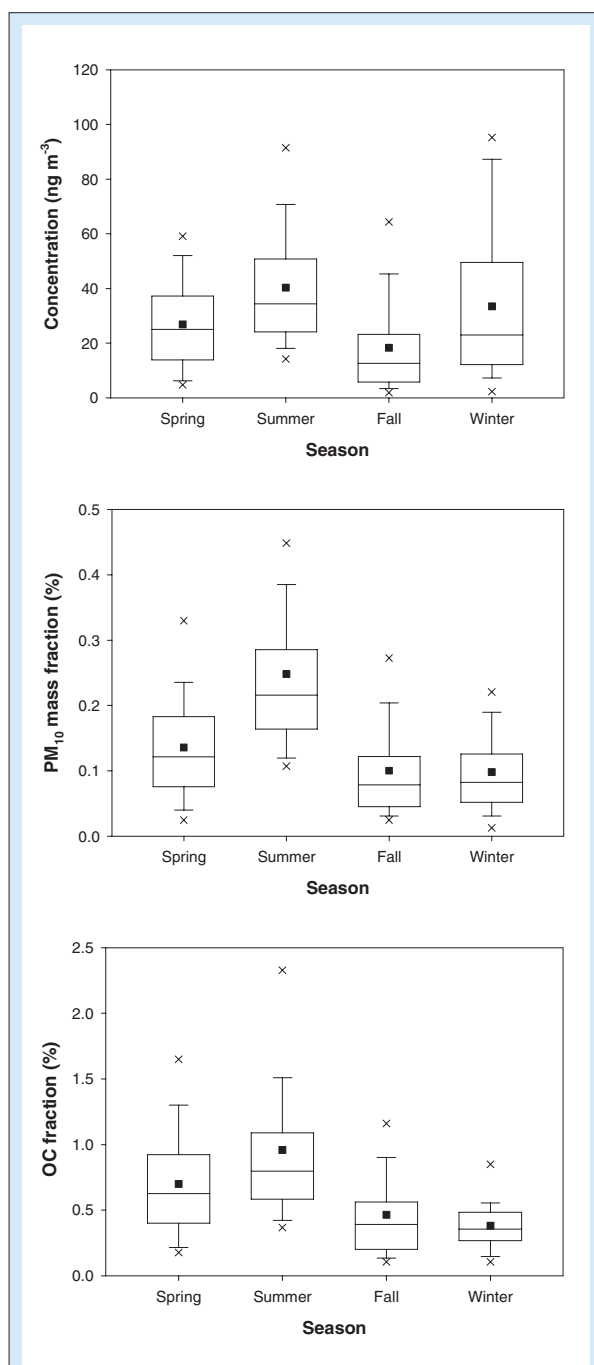 120
100
80
60
40
20
0
Concentration (ng m⁻³)
Spring Summer Fall Winter
Season
0.5
0.4
0.3
0.2
0.1
0.0
PM₁₀ mass fraction (%)
Spring Summer Fall Winter
Season
2.5
2.0
1.5
1.0
0.5
0.0
OC fraction (%)
Spring Summer Fall Winter
Season